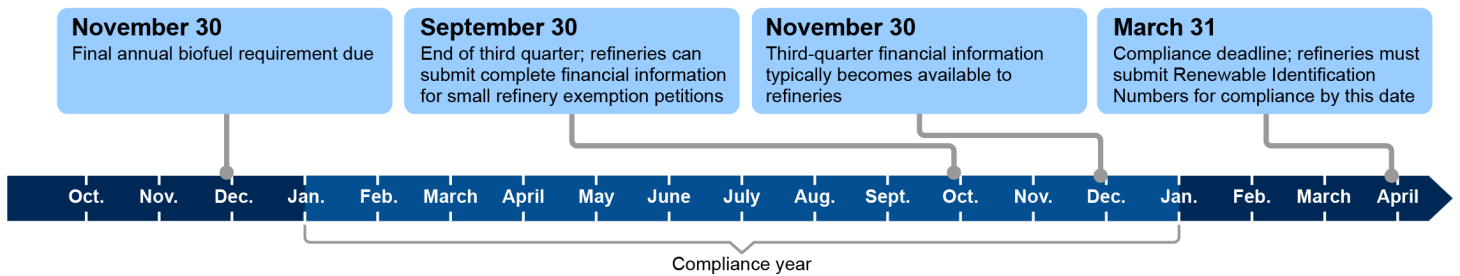 November 30
Final annual biofuel requirement due
September 30
End of third quarter; refineries can
submit complete financial information
for small refinery exemption petitions
November 30
Third-quarter financial information
typically becomes available to
refineries
March 31
Compliance deadline; refineries must
submit Renewable Identification
Numbers for compliance by this date
Oct. Nov. Dec. Jan. Feb. March April May June July Aug. Sept. Oct. Nov. Dec. Jan. Feb. March April
Compliance year